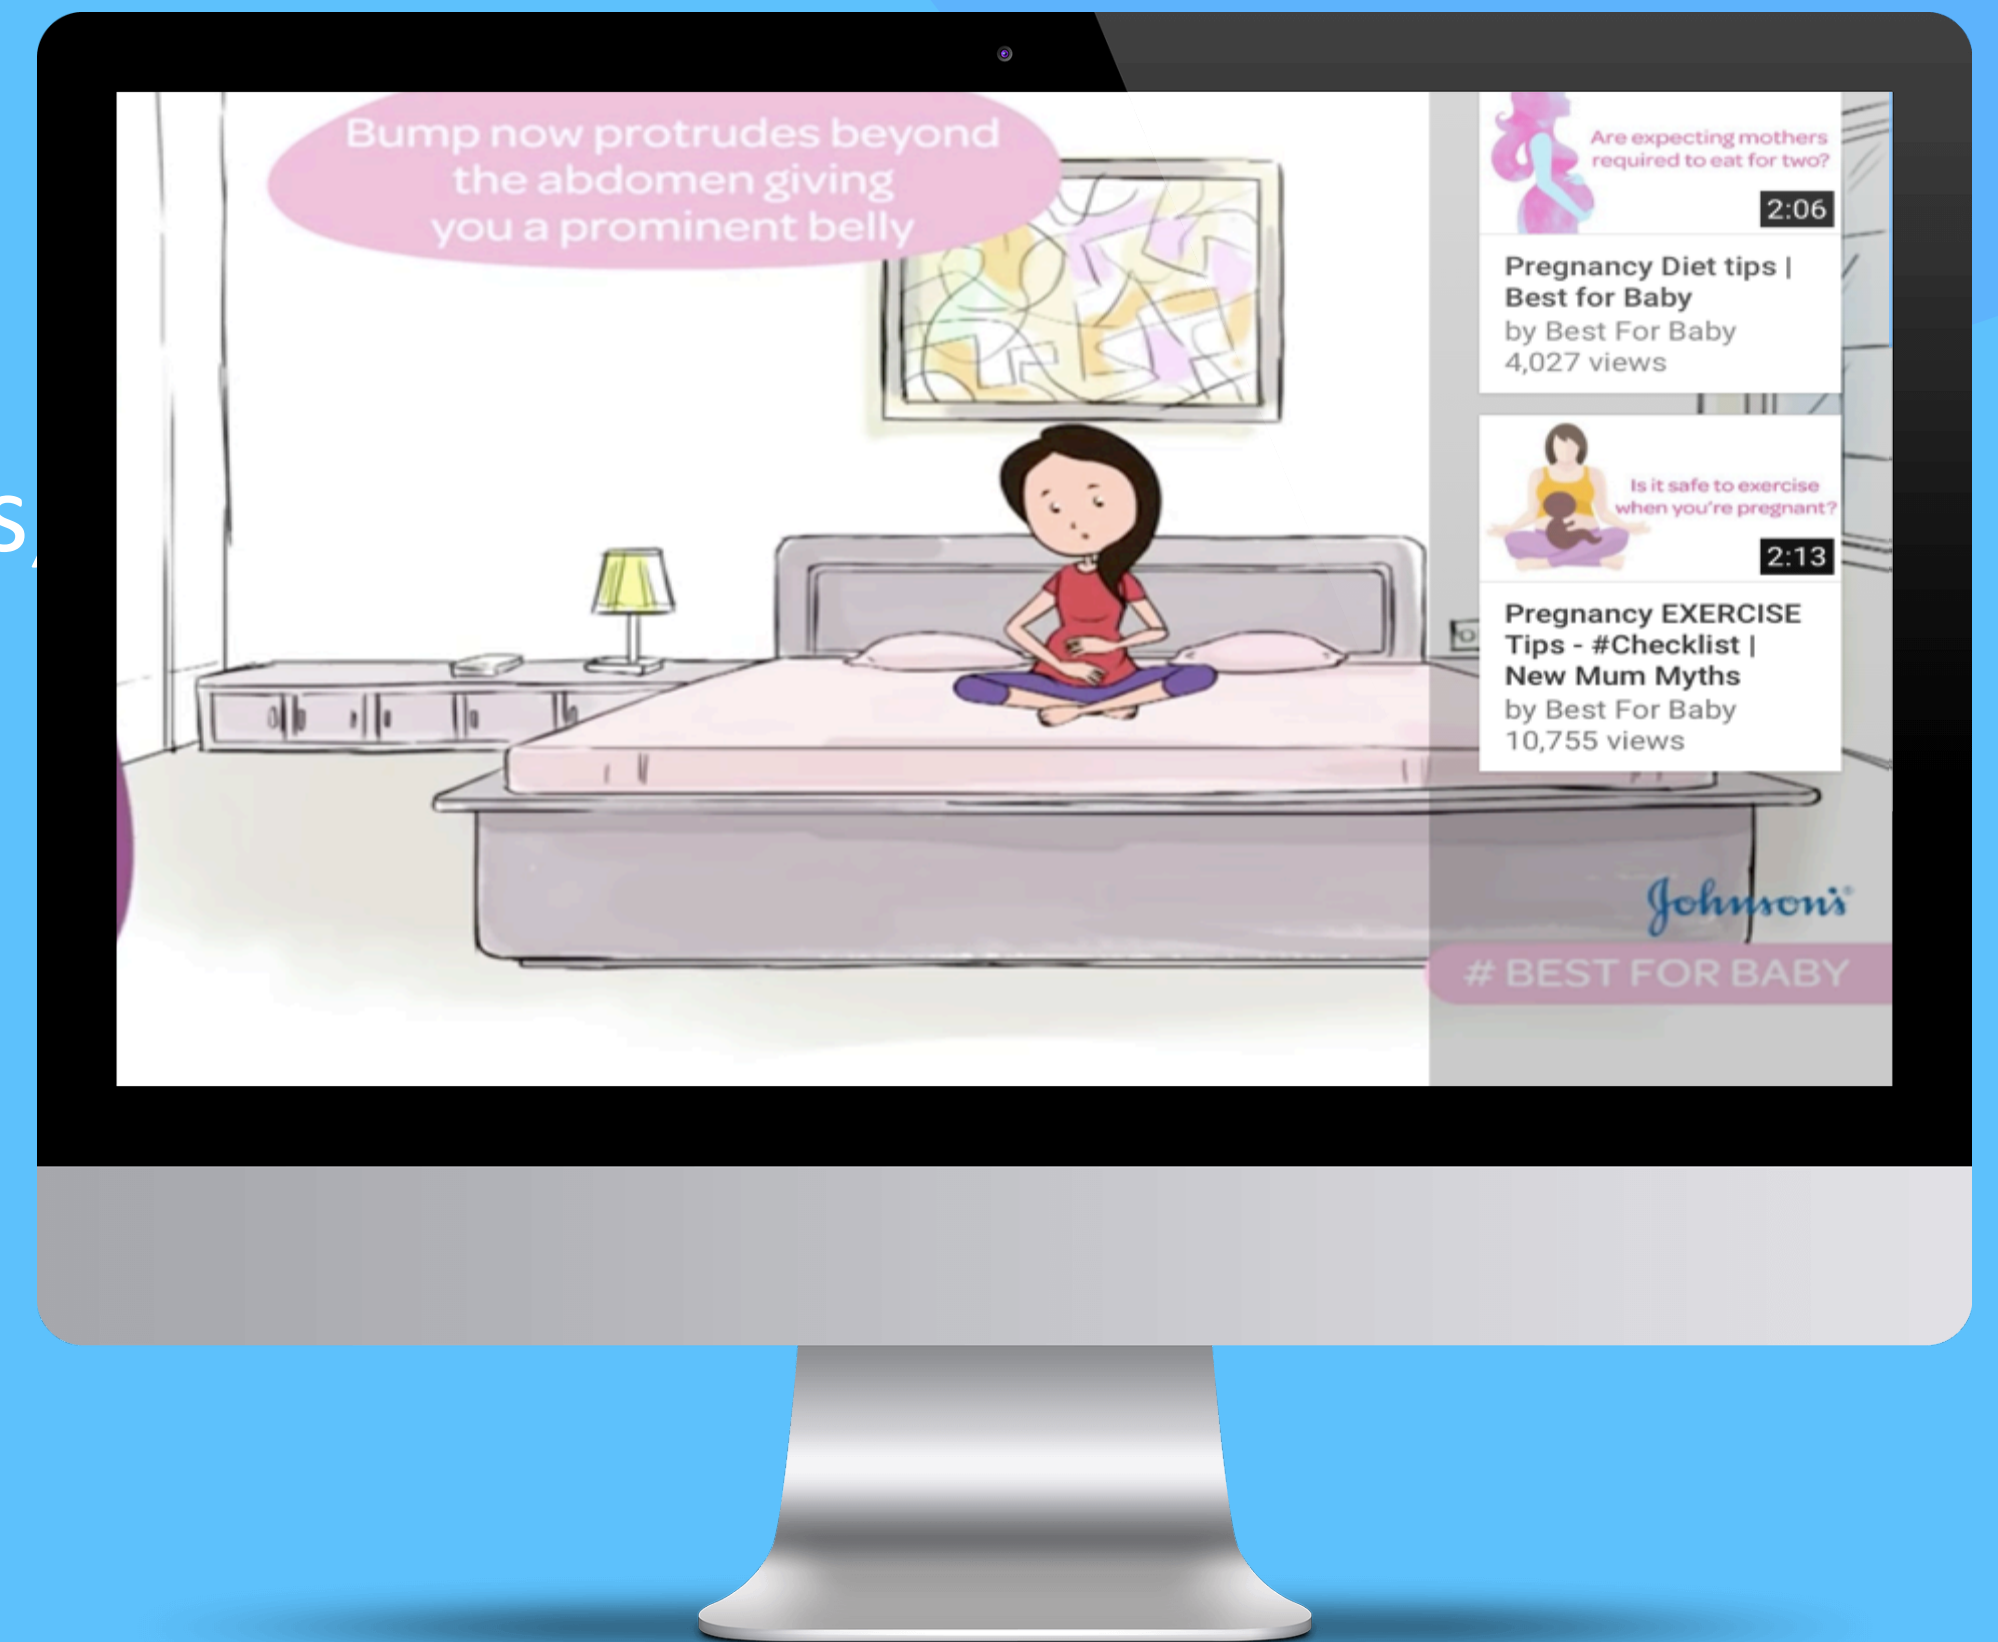 Bump now protrudes beyond
the abdomen giving
you a prominent belly
Are expecting mothers
required to eat for two?
2:06
Pregnancy Diet tips |
Best for Baby
by Best For Baby
4,027 views
Is it safe to exercise
when you're pregnant?
2:13
Pregnancy EXERCISE
Tips - #Checklist |
New Mum Myths
by Best For Baby
10,755 views
Johnson's®
# BEST FOR BABY
s,